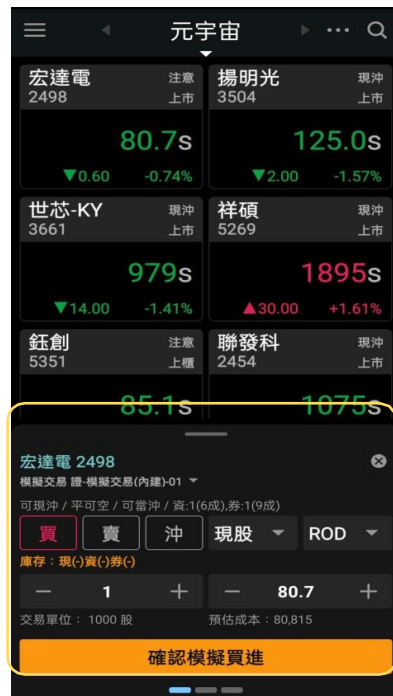 元宇宙
宏達電 注意
2498 上市
80.7s
▼0.60 -0.74%
揚明光 現沖
3504 上市
125.0s
▼2.00 -1.57%
世芯-KY 現沖
3661 上市
979s
▼14.00 -1.41%
祥碩 現沖
5269 上市
1895s
▲30.00 +1.61%
鈺創 注意
5351 上櫃
85.1s
聯發科 現沖
2454 上市
1075s
宏達電 2498
模擬交易 證-模擬交易(內建)-01
可現沖 / 平可空 / 可當沖 / 資:1(6成),券:1(9成)
買 賣 沖 現股 ROD
庫存：現(-)資(-)券(-)
－ 1 ＋ － 80.7 ＋
交易單位： 1000 股 預估成本：80,815
確認模擬買進